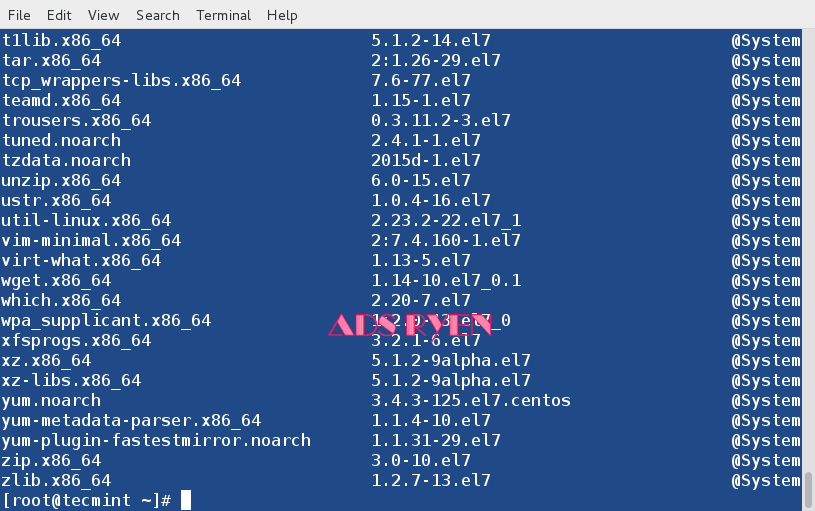 File Edit View Search Terminal Help
t1lib.x86_64 5.1.2-14.el7 @System
tar.x86_64 2:1.26-29.el7 @System
tcp_wrappers-libs.x86_64 7.6-77.el7 @System
teamd.x86_64 1.15-1.el7 @System
trousers.x86_64 0.3.11.2-3.el7 @System
tuned.noarch 2.4.1-1.el7 @System
tzdata.noarch 2015d-1.el7 @System
unzip.x86_64 6.0-15.el7 @System
ustr.x86_64 1.0.4-16.el7 @System
util-linux.x86_64 2.23.2-22.el7_1 @System
vim-minimal.x86_64 2:7.4.160-1.el7 @System
virt-what.x86_64 1.13-5.el7 @System
wget.x86_64 1.14-10.el7_0.1 @System
which.x86_64 2.20-7.el7 @System
wpa_supplicant.x86_64 @System
ADS RYEN
xfsprogs.x86_64 3.2.1-6.el7 @System
xz.x86_64 5.1.2-9alpha.el7 @System
xz-libs.x86_64 5.1.2-9alpha.el7 @System
yum.noarch 3.4.3-125.el7.centos @System
yum-metadata-parser.x86_64 1.1.4-10.el7 @System
yum-plugin-fastestmirror.noarch 1.1.31-29.el7 @System
zip.x86_64 3.0-10.el7 @System
zlib.x86_64 1.2.7-13.el7 @System
[root@tecmint ~]#